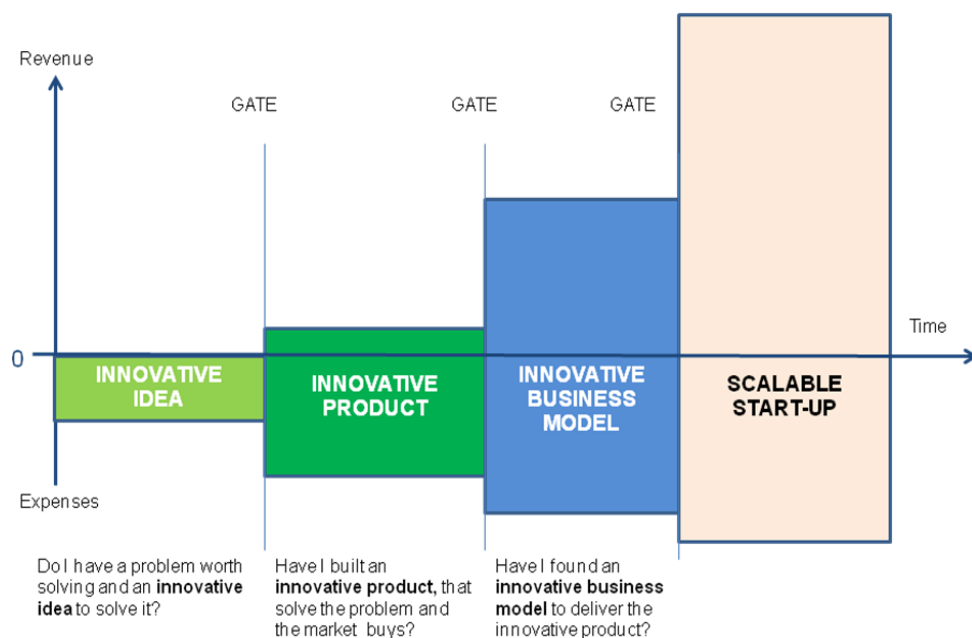 Revenue
GATE
GATE
GATE
Time
0
INNOVATIVE
IDEA
INNOVATIVE
PRODUCT
INNOVATIVE
BUSINESS
MODEL
SCALABLE
START-UP
Expenses
Do I have a problem worth
solving and an innovative
idea to solve it?
Have I built an
innovative product, that
solve the problem and
the market buys?
Have I found an
innovative business
model to deliver the
innovative product?